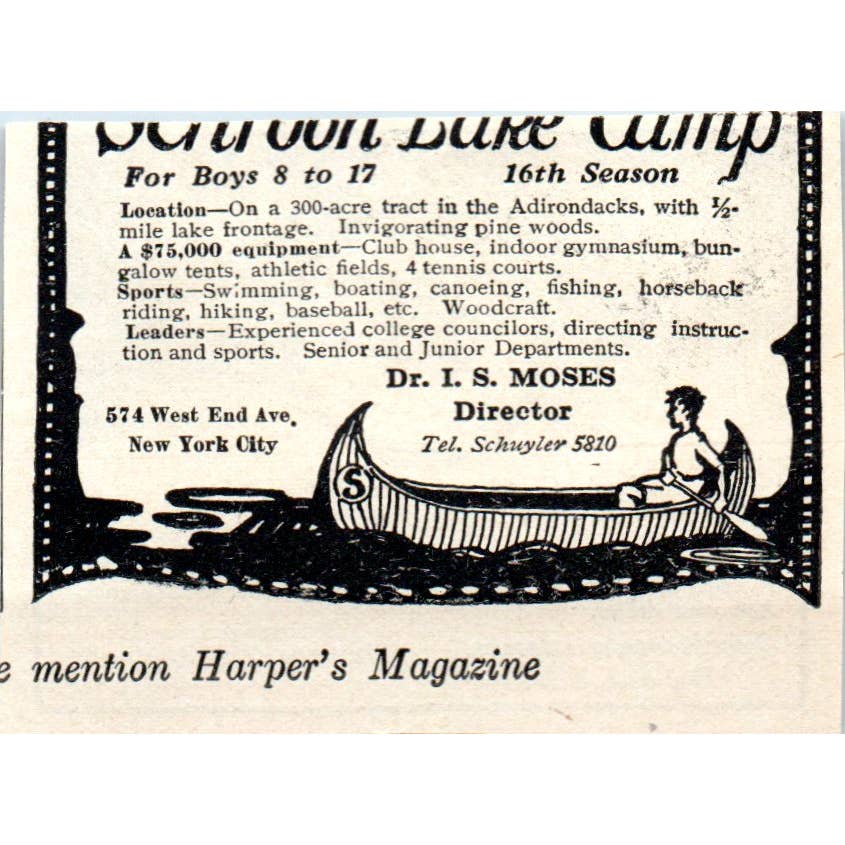 Schroon Lake Camp
For Boys 8 to 17 16th Season
Location—On a 300-acre tract in the Adirondacks, with ½-
mile lake frontage. Invigorating pine woods.
A $75,000 equipment—Club house, indoor gymnasium, bun-
galow tents, athletic fields, 4 tennis courts.
Sports—Swimming, boating, canoeing, fishing, horseback
riding, hiking, baseball, etc. Woodcraft.
Leaders—Experienced college councilors, directing instruc-
tion and sports. Senior and Junior Departments.
Dr. I. S. MOSES
574 West End Ave. Director
New York City Tel. Schuyler 5810
S
e mention Harper's Magazine